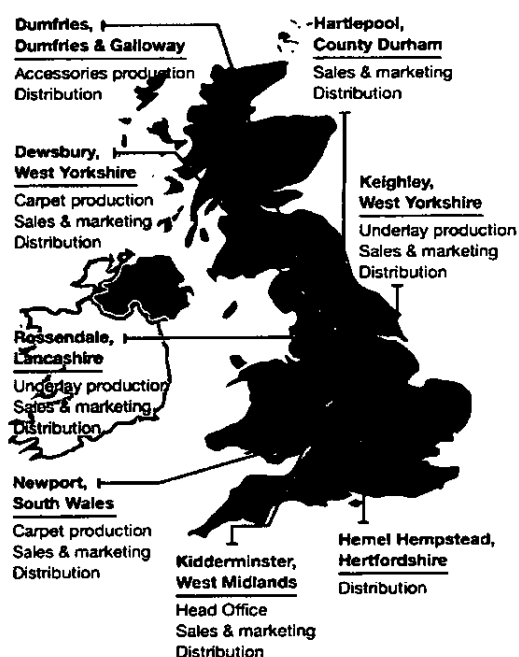 Dumfries,
Dumfries & Galloway
Accessories production
Distribution
Hartlepool,
County Durham
Sales & marketing
Distribution
Dewsbury,
West Yorkshire
Carpet production
Sales & marketing
Distribution
Keighley,
West Yorkshire
Underlay production
Sales & marketing
Distribution
Rossendale,
Lancashire
Underlay production
Sales & marketing
Distribution
Newport,
South Wales
Carpet production
Sales & marketing
Distribution
Kidderminster,
West Midlands
Head Office
Sales & marketing
Distribution
Hemel Hempstead,
Hertfordshire
Distribution